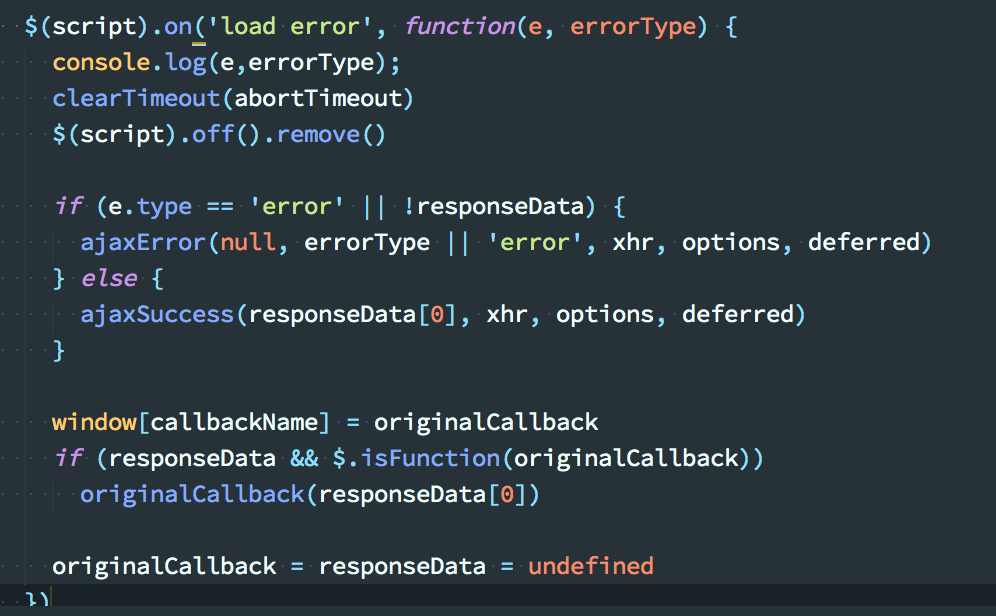 $(script).on('load error', function(e, errorType) {
console.log(e,errorType);
clearTimeout(abortTimeout)
$(script).off().remove()
if (e.type == 'error' || !responseData) {
ajaxError(null, errorType || 'error', xhr, options, deferred)
} else {
ajaxSuccess(responseData[0], xhr, options, deferred)
}
window[callbackName] = originalCallback
if (responseData && $.isFunction(originalCallback))
originalCallback(responseData[0])
originalCallback = responseData = undefined
})